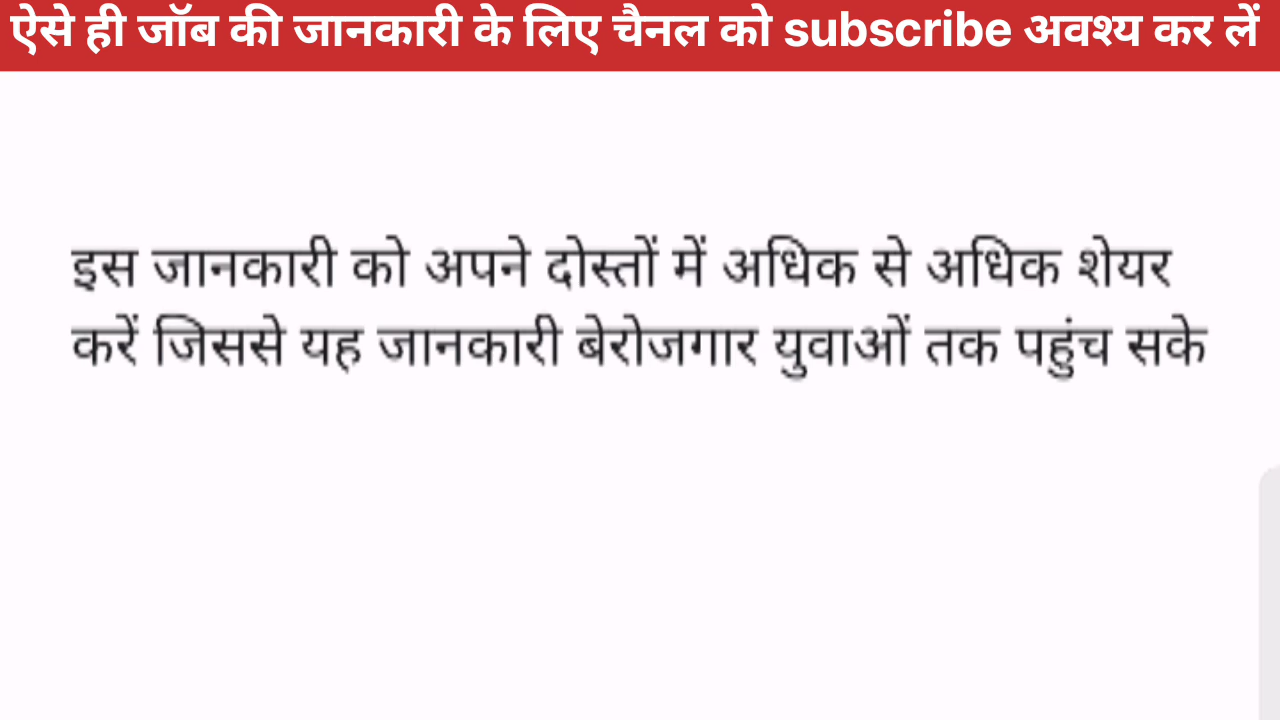 ऐसे ही जॉब की जानकारी के लिए चैनल को subscribe अवश्य कर लें
इस जानकारी को अपने दोस्तों में अधिक से अधिक शेयर
करें जिससे यह जानकारी बेरोजगार युवाओं तक पहुंच सके